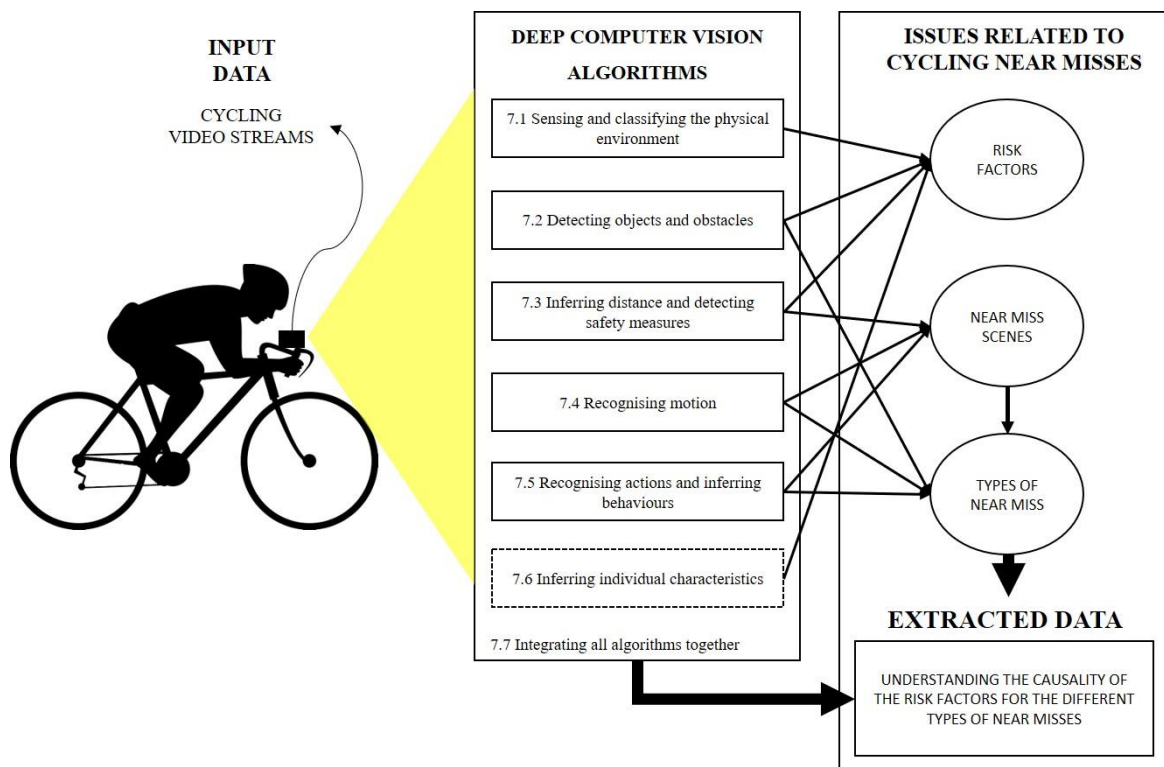 INPUT
DATA
CYCLING
VIDEO STREAMS
DEEP COMPUTER VISION
ALGORITHMS
7.1 Sensing and classifying the physical
environment
7.2 Detecting objects and obstacles
7.3 Inferring distance and detecting
safety measures
7.4 Recognising motion
7.5 Recognising actions and inferring
behaviours
7.6 Inferring individual characteristics
7.7 Integrating all algorithms together
ISSUES RELATED TO
CYCLING NEAR MISSES
RISK
FACTORS
NEAR MISS
SCENES
TYPES OF
NEAR MISS
EXTRACTED DATA
UNDERSTANDING THE CAUSALITY OF
THE RISK FACTORS FOR THE DIFFERENT
TYPES OF NEAR MISSES